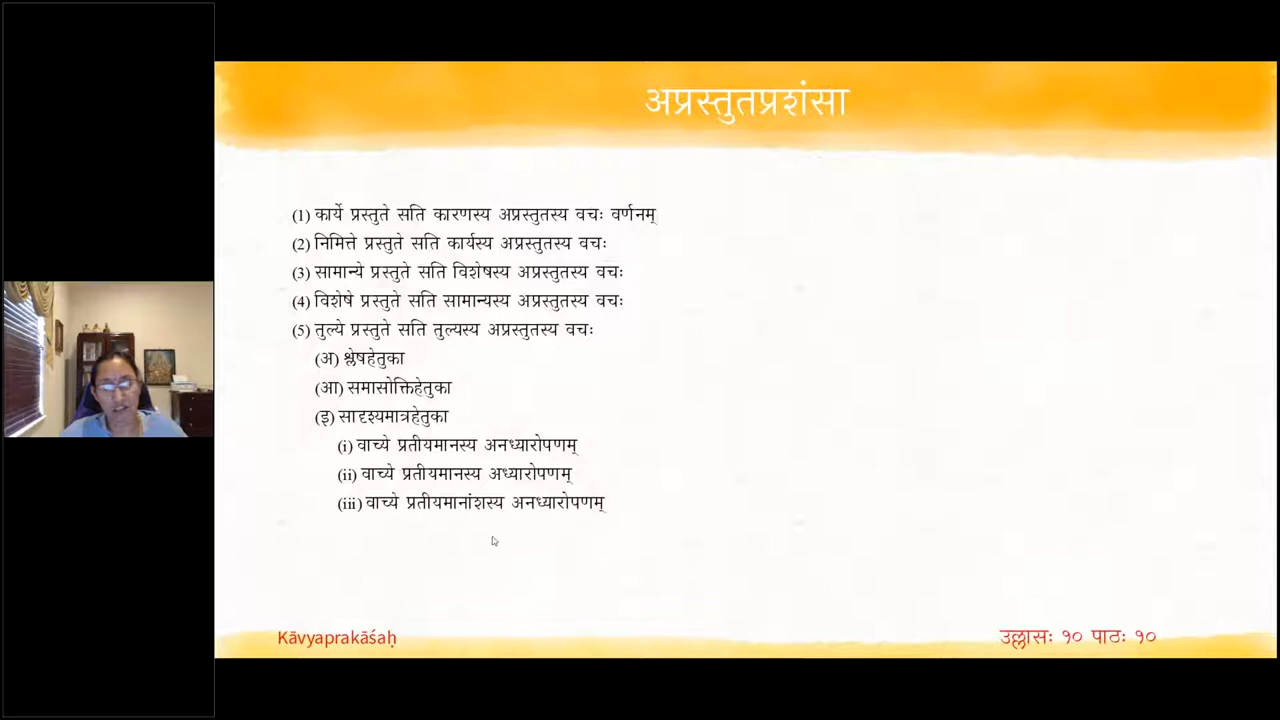 अप्रस्तुतप्रशंसा
(1) कार्ये प्रस्तुते सति कारणस्य अप्रस्तुतस्य वचः वर्णनम्
(2) निमित्ते प्रस्तुते सति कार्यस्य अप्रस्तुतस्य वचः
(3) सामान्ये प्रस्तुते सति विशेषस्य अप्रस्तुतस्य वचः
(4) विशेषे प्रस्तुते सति सामान्यस्य अप्रस्तुतस्य वचः
(5) तुल्ये प्रस्तुते सति तुल्यस्य अप्रस्तुतस्य वचः
(अ) श्लेषहेतुका
(आ) समासोक्तिहेतुका
(इ) सादृश्यमात्रहेतुका
(i) वाच्ये प्रतीयमानस्य अनध्यारोपणम्
(ii) वाच्ये प्रतीयमानस्य अध्यारोपणम्
(iii) वाच्ये प्रतीयमानांशस्य अनध्यारोपणम्
Kāvyaprakāśaḥ
उल्लासः १० पाठः १०